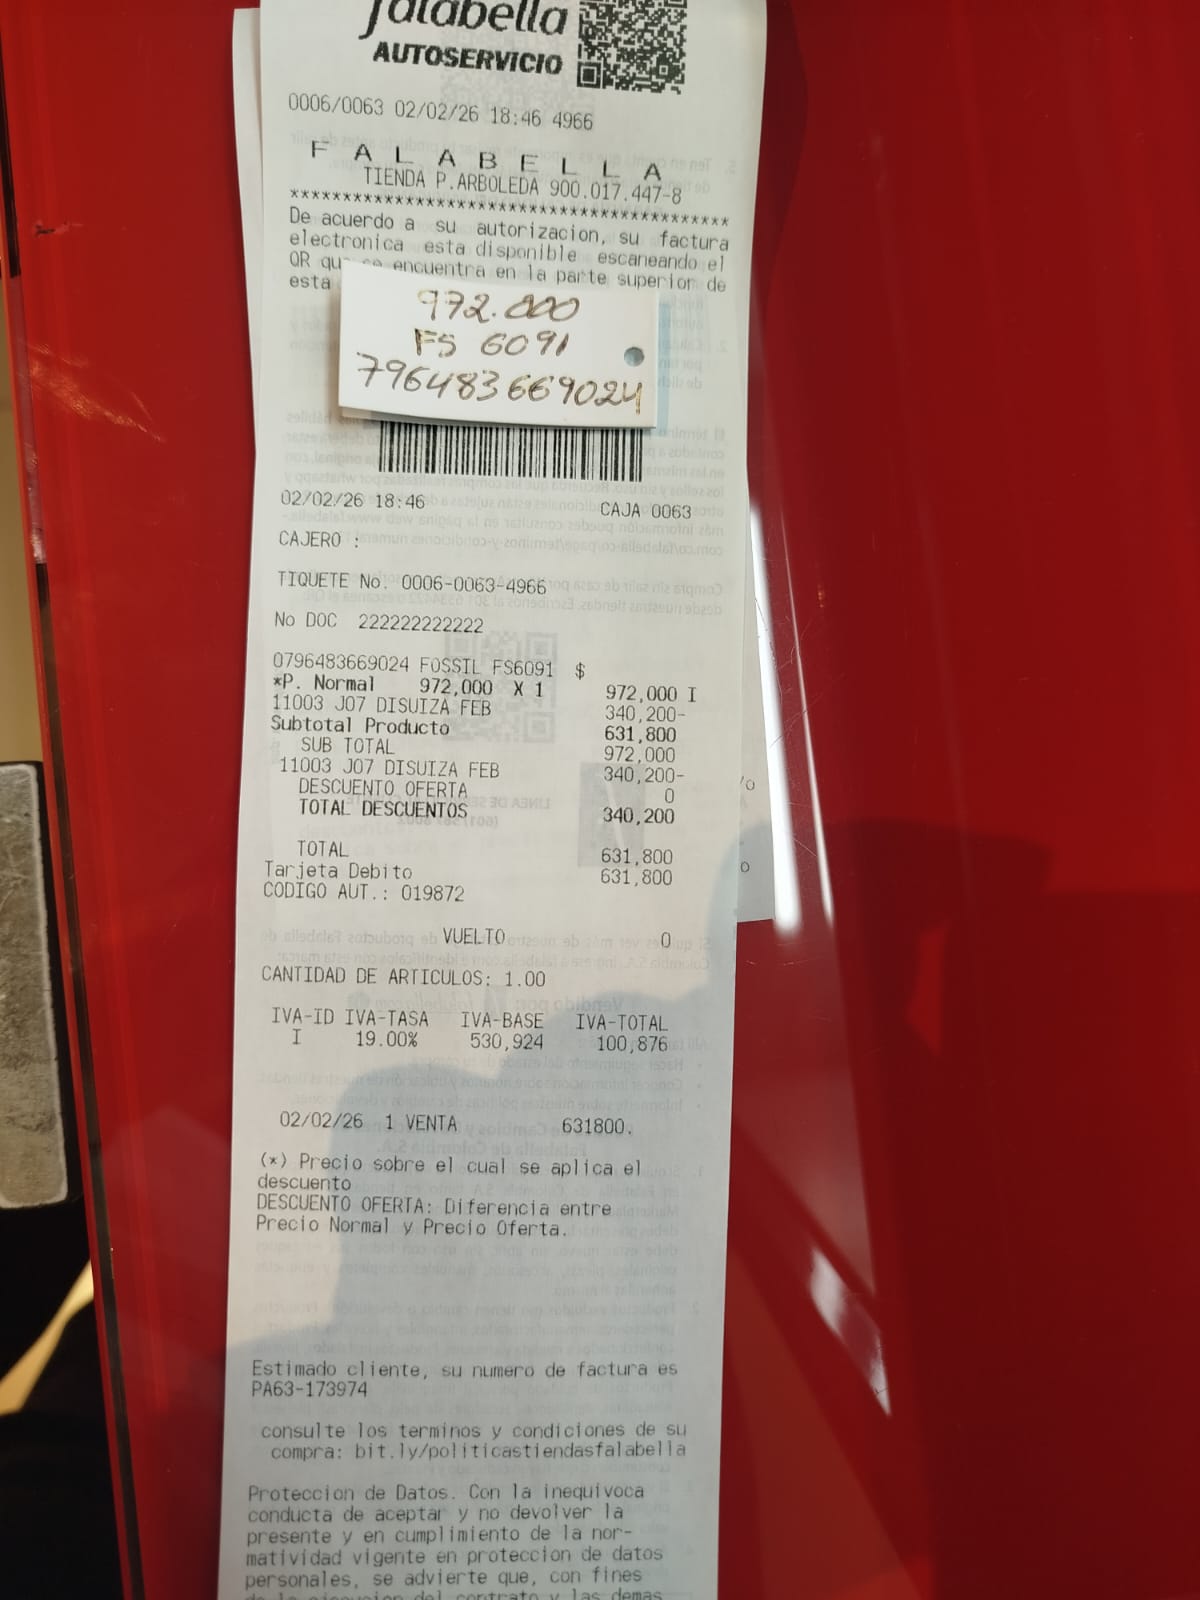 falabella
AUTOSERVICIO
0006/0063 02/02/26 18:46 4966
F A L A B E L L A
TIENDA P.ARBOLEDA 900.017.447-8
******************************************
De acuerdo a su autorizacion, su factura
electronica esta disponible escaneando el
QR encuentra en la parte superior de
esta
972.000
FS 6091
796483669024
02/02/26 18:46 CAJA 0063
CAJERO :
TIQUETE No. 0006-0063-4966
No DOC 222222222222
0796483669024 FOSSIL FS6091 $
*P. Normal 972,000 X 1 972,000 I
11003 J07 DISUIZA FEB 340,200-
Subtotal Producto 631,800
SUB TOTAL 972,000
11003 J07 DISUIZA FEB 340,200-
DESCUENTO OFERTA 0
TOTAL DESCUENTOS 340,200
TOTAL 631,800
Tarjeta Debito 631,800
CODIGO AUT.: 019872
VUELTO 0
CANTIDAD DE ARTICULOS: 1.00
IVA-ID IVA-TASA IVA-BASE IVA-TOTAL
I 19.00% 530,924 100,876
02/02/26 1 VENTA 631800.
(*) Precio sobre el cual se aplica el
descuento
DESCUENTO OFERTA: Diferencia entre
Precio Normal y Precio Oferta.
Estimado cliente, su numero de factura es
PA63-173974
consulte los terminos y condiciones de su
compra: bit.ly/politicastiendasfalabella
Proteccion de Datos. Con la inequivoca
conducta de aceptar y no devolver la
presente y en cumplimiento de la nor-
matividad vigente en proteccion de datos
personales, se advierte que, con fines
de la ejecucion del contrato y las demas